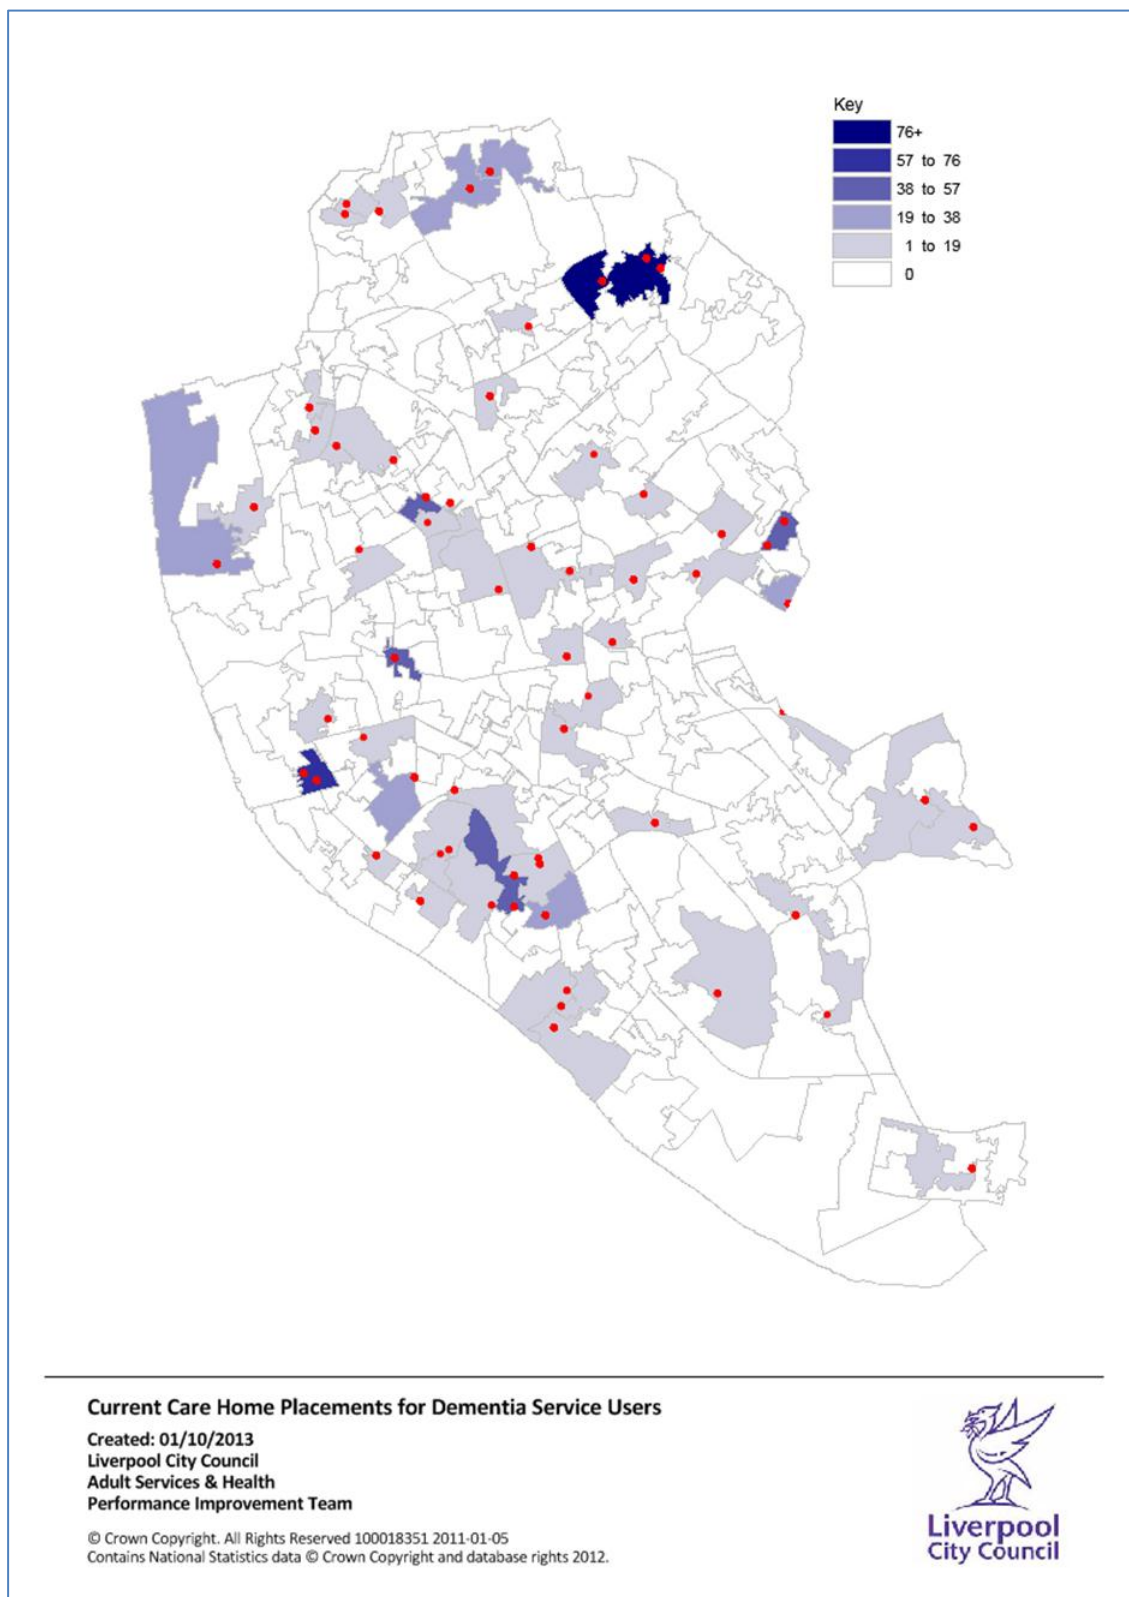 Key
76+
57 to 76
38 to 57
19 to 38
1 to 19
0
Current Care Home Placements for Dementia Service Users
Created: 01/10/2013
Liverpool City Council
Adult Services & Health
Performance Improvement Team
© Crown Copyright. All Rights Reserved 100018351 2011-01-05
Contains National Statistics data © Crown Copyright and database rights 2012.
Liverpool
City Council